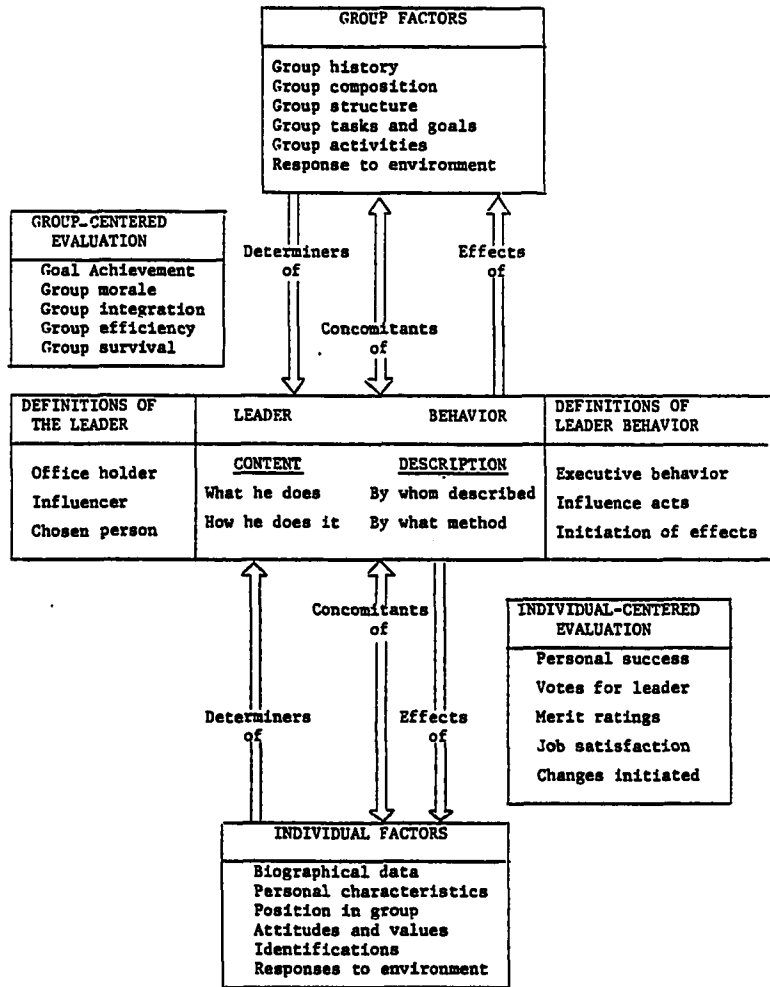 GROUP FACTORS
Group history
Group composition
Group structure
Group tasks and goals
Group activities
Response to environment
GROUP-CENTERED
EVALUATION
Goal Achievement
Group morale
Group integration
Group efficiency
Group survival
Determiners
of
Concomitants
of
Effects
of
DEFINITIONS OF
THE LEADER
Office holder
Influencer
Chosen person
LEADER BEHAVIOR
CONTENT
What he does
How he does it
DESCRIPTION
By whom described
By what method
DEFINITIONS OF
LEADER BEHAVIOR
Executive behavior
Influence acts
Initiation of effects
Concomitants
of
Determiners
of
Effects
of
INDIVIDUAL-CENTERED
EVALUATION
Personal success
Votes for leader
Merit ratings
Job satisfaction
Changes initiated
INDIVIDUAL FACTORS
Biographical data
Personal characteristics
Position in group
Attitudes and values
Identifications
Responses to environment